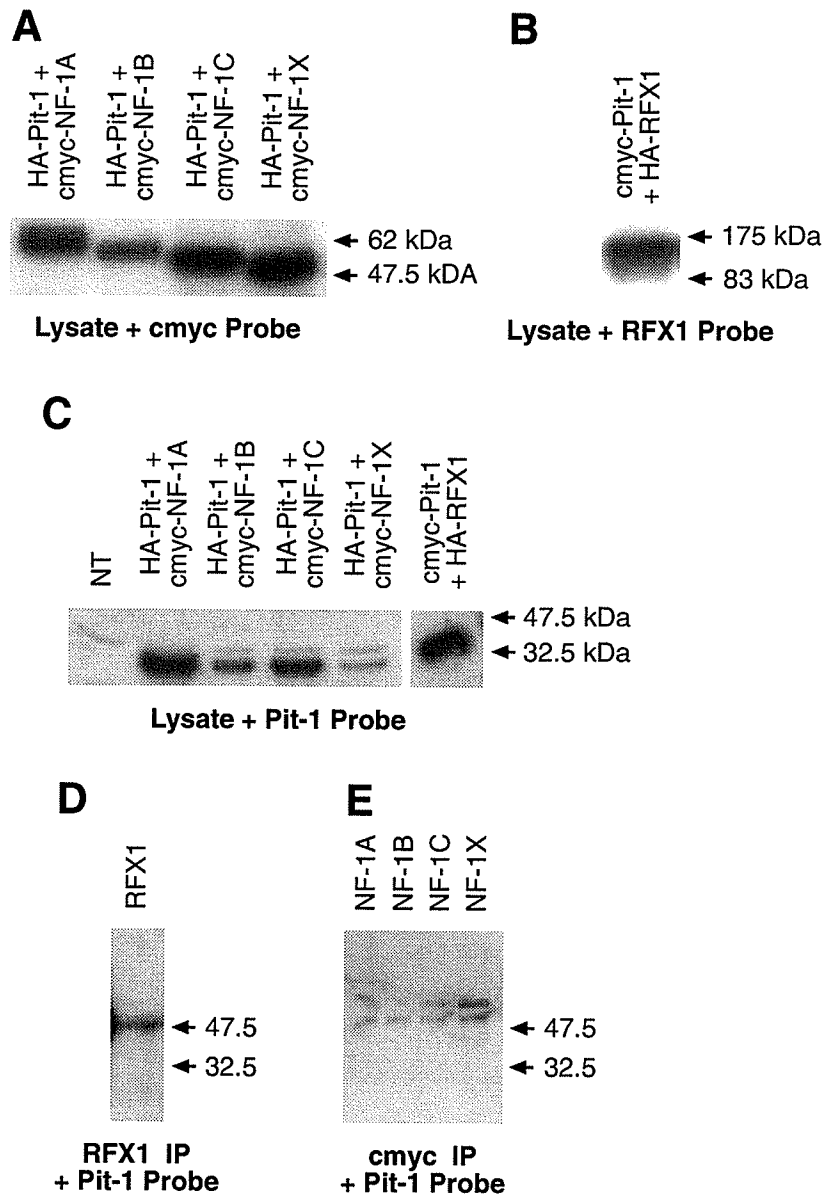 A
HA-Pit-1 +
cmyc-NF-1A
HA-Pit-1 +
cmyc-NF-1B
HA-Pit-1 +
cmyc-NF-1C
HA-Pit-1 +
cmyc-NF-1X
62 kDa
47.5 kDA
Lysate + cmyc Probe
B
cmyc-Pit-1
+ HA-RFX1
175 kDa
83 kDa
Lysate + RFX1 Probe
C
NT
HA-Pit-1 +
cmyc-NF-1A
HA-Pit-1 +
cmyc-NF-1B
HA-Pit-1 +
cmyc-NF-1C
HA-Pit-1 +
cmyc-NF-1X
cmyc-Pit-1
+ HA-RFX1
47.5 kDa
32.5 kDa
Lysate + Pit-1 Probe
D
RFX1
47.5
32.5
RFX1 IP
+ Pit-1 Probe
E
NF-1A
NF-1B
NF-1C
NF-1X
47.5
32.5
cmyc IP
+ Pit-1 Probe